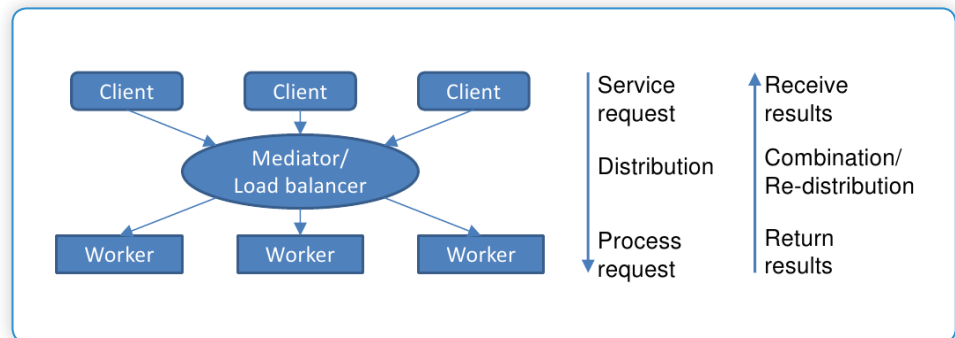 Client
Client
Client
Mediator/
Load balancer
Worker
Worker
Worker
Service
request
Distribution
Process
request
Receive
results
Combination/
Re-distribution
Return
results